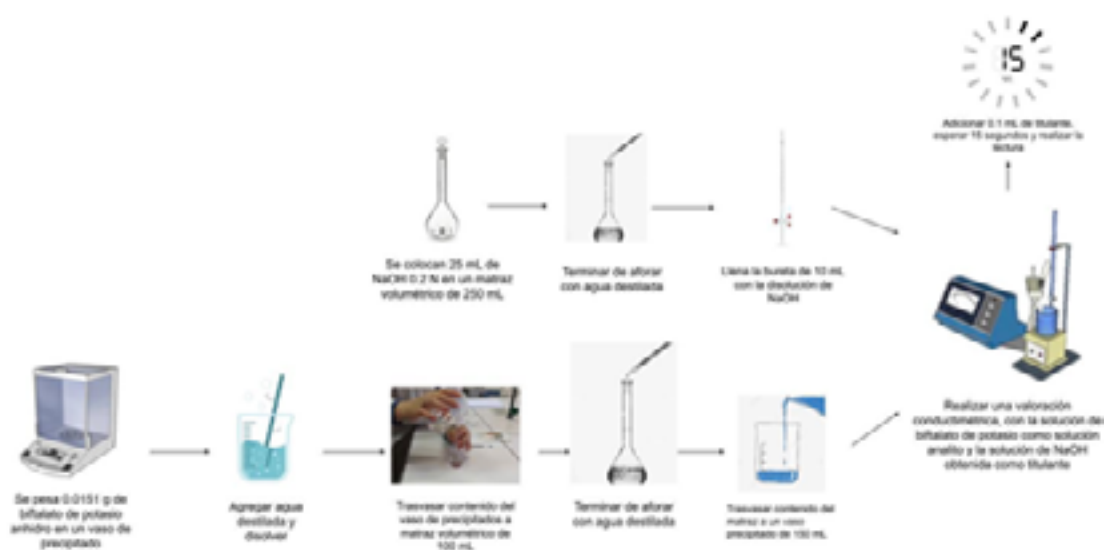 15
Adicionar 0.1 mL de titulante,
esperar 15 segundos y realizar la
lectura
Se colocan 25 mL de
NaOH 0.2 N en un matraz
volumétrico de 250 mL
Terminar de aforar
con agua destilada
Llena la bureta de 10 mL
con la disolución de
NaOH
Realizar una valoración
conductimétrica, con la solución de
biftalato de potasio como solución
analito y la solución de NaOH
obtenida como titulante
Se pesa 0.0151 g de
biftalato de potasio
anhidro en un vaso de
precipitado
Agregar agua
destilada y
disolver
Trasvasar contenido del
vaso de precipitados a
matraz volumétrico de
100 mL
Terminar de aforar
con agua destilada
Trasvasar contenido del
matraz a un vaso
precipitado de 150 mL